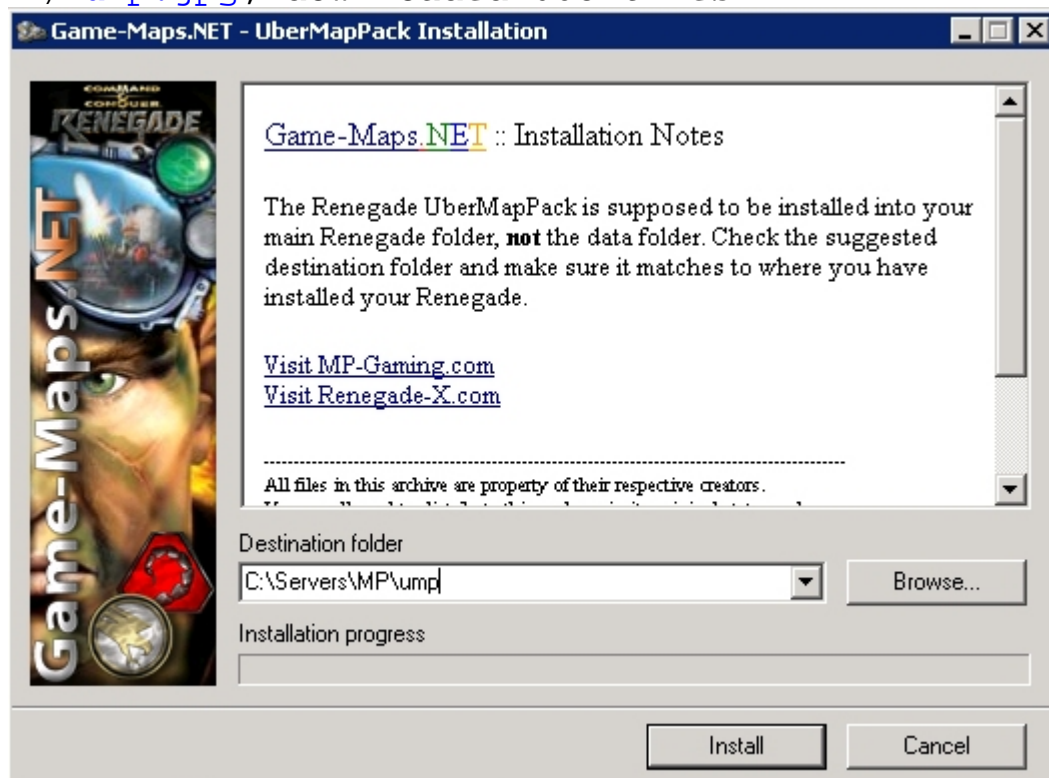 Game-Maps.NET - UberMapPack Installation
COMMAND
CONQUER
RENEGADE
Game-Maps.NET
Game-Maps.NET :: Installation Notes
The Renegade UberMapPack is supposed to be installed into your
main Renegade folder, not the data folder. Check the suggested
destination folder and make sure it matches to where you have
installed your Renegade.
Visit MP-Gaming.com
Visit Renegade-X.com
All files in this archive are property of their respective creators.
Destination folder
C:\Servers\MP\ump
Browse...
Installation progress
Install
Cancel